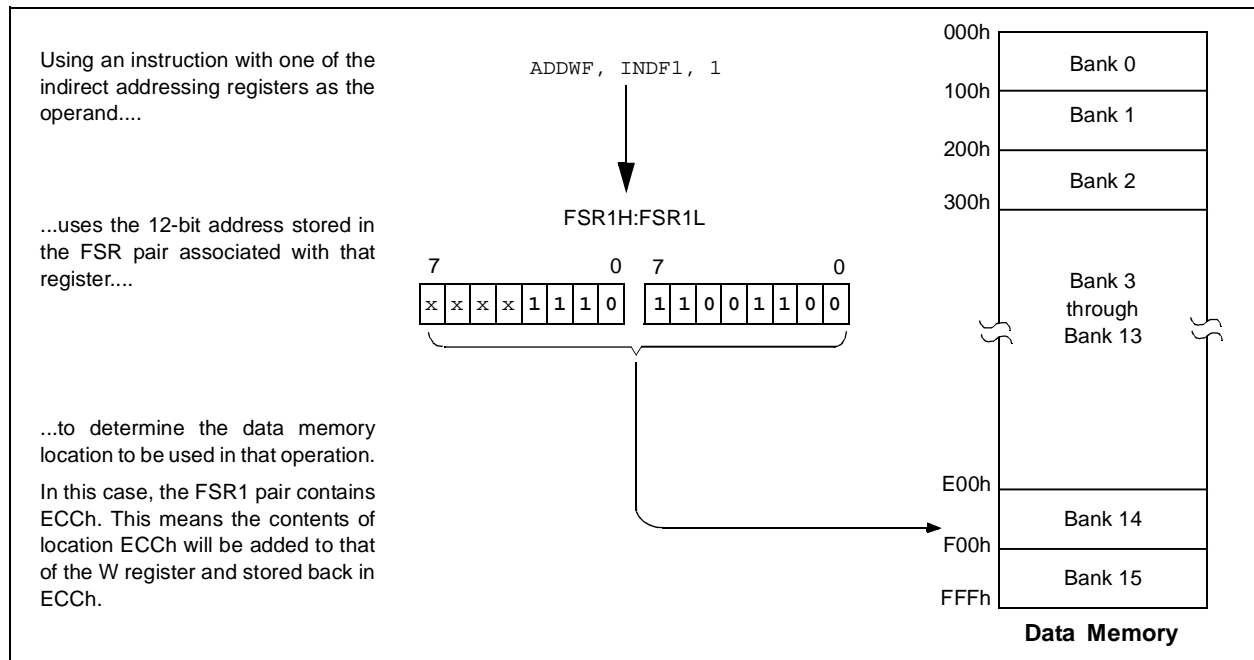 Using an instruction with one of the
indirect addressing registers as the
operand....
ADDWF, INDF1, 1
...uses the 12-bit address stored in
the FSR pair associated with that
register....
FSR1H:FSR1L
7 0 7 0
x x x x 1 1 1 0 1 1 0 0 1 1 0 0
...to determine the data memory
location to be used in that operation.
In this case, the FSR1 pair contains
ECCh. This means the contents of
location ECCh will be added to that
of the W register and stored back in
ECCh.
000h
Bank 0
100h
Bank 1
200h
Bank 2
300h
Bank 3
through
Bank 13
E00h
Bank 14
F00h
Bank 15
FFFh
Data Memory